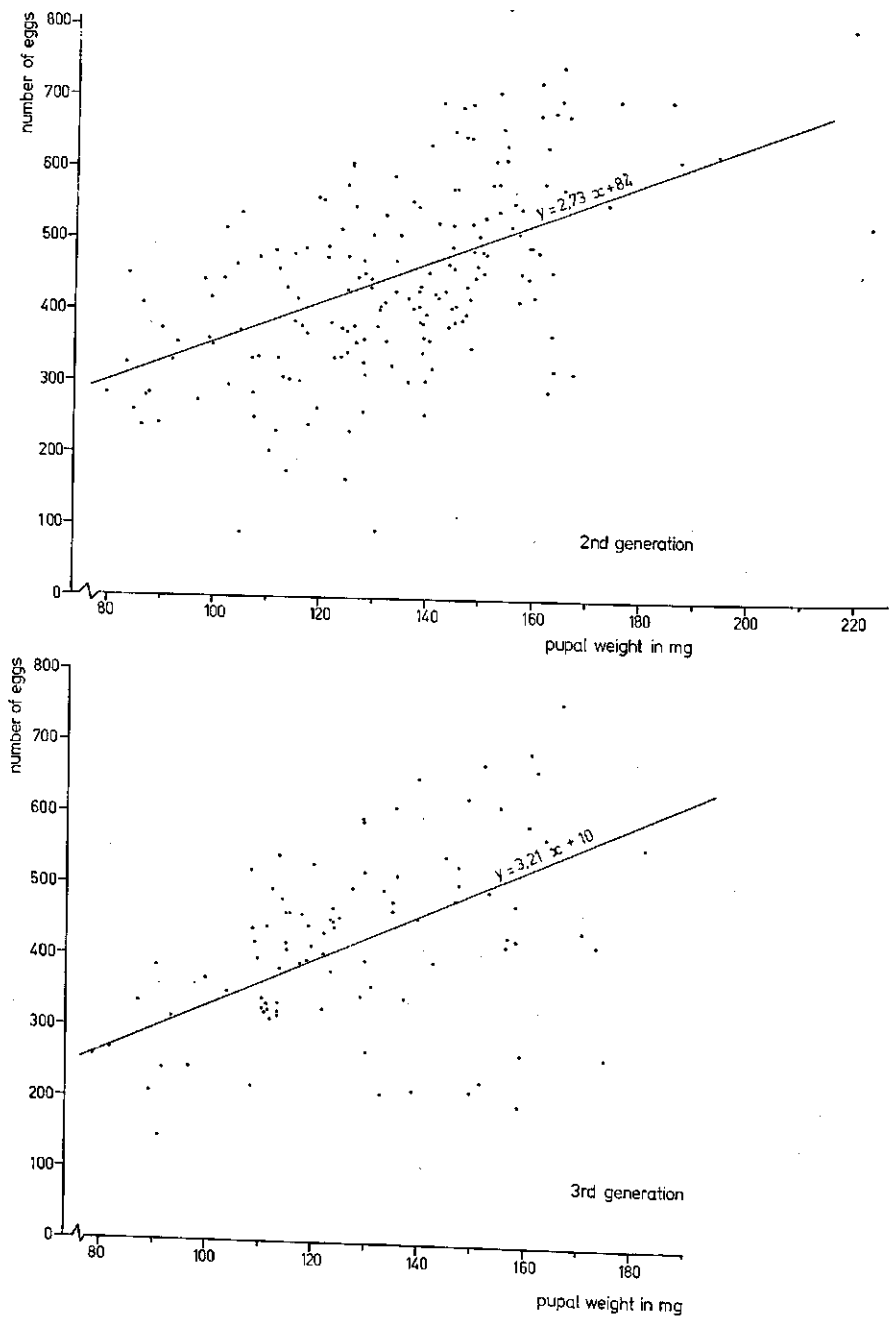 number of eggs
800
700
600
500
400
300
200
100
0
y = 2,73 x + 82
2nd generation
80 100 120 140 160 180 200 220
pupal weight in mg
number of eggs
800
700
600
500
400
300
200
100
0
y = 3,21 x + 10
3rd generation
80 100 120 140 160 180
pupal weight in mg